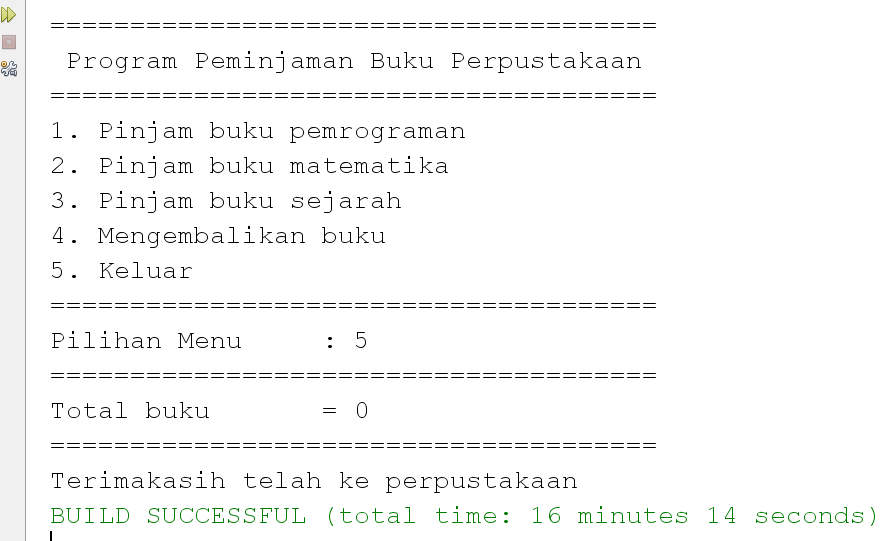 ======================================
 Program Peminjaman Buku Perpustakaan
======================================
1. Pinjam buku pemrograman
2. Pinjam buku matematika
3. Pinjam buku sejarah
4. Mengembalikan buku
5. Keluar
======================================
Pilihan Menu     : 5
======================================
Total buku       = 0
======================================
Terimakasih telah ke perpustakaan
BUILD SUCCESSFUL (total time: 16 minutes 14 seconds)